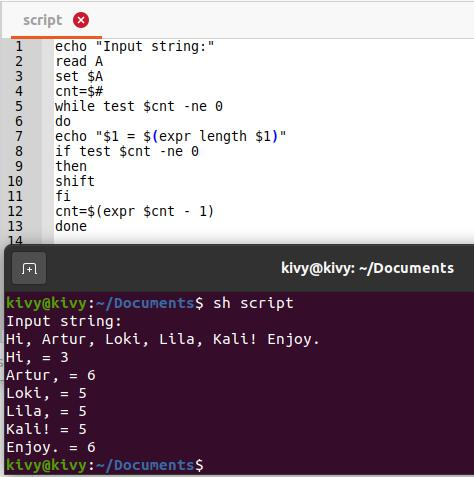 script
1 echo "Input string:"
2 read A
3 set $A
4 cnt=$#
5 while test $cnt -ne 0
6 do
7 echo "$1 = $(expr length $1)"
8 if test $cnt -ne 0
9 then
10 shift
11 fi
12 cnt=$(expr $cnt - 1)
13 done
14
kivy@kivy: ~/Documents
kivy@kivy:~/Documents$ sh script
Input string:
Hi, Artur, Loki, Lila, Kali! Enjoy.
Hi, = 3
Artur, = 6
Loki, = 5
Lila, = 5
Kali! = 5
Enjoy. = 6
kivy@kivy:~/Documents$